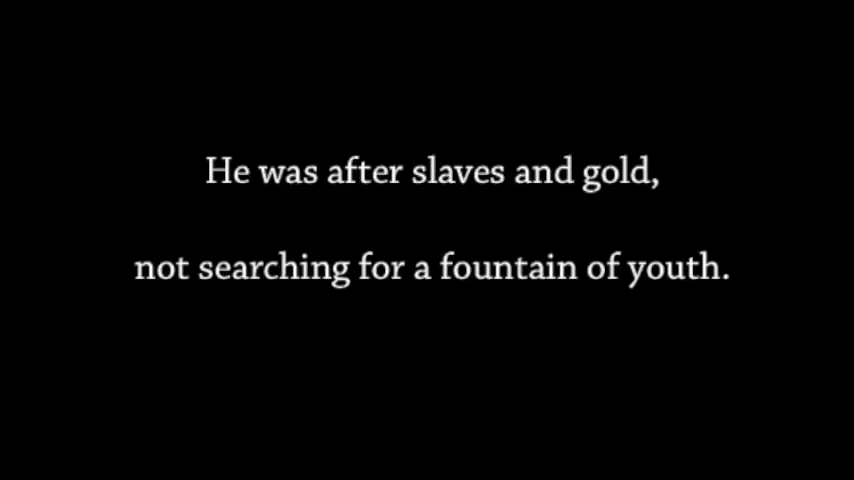 He was after slaves and gold,
not searching for a fountain of youth.